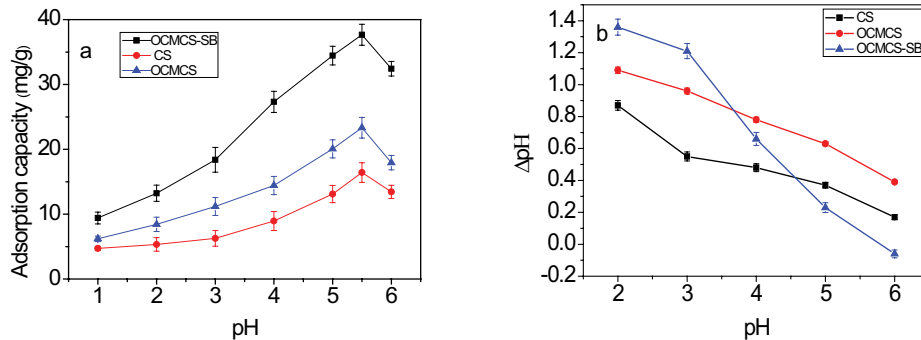 a
OCMCS-SB
CS
OCMCS
Adsorption capacity (mg/g)
40
30
20
10
0
1 2 3 4 5 6
pH
b
CS
OCMCS
OCMCS-SB
ΔpH
1.4
1.2
1.0
0.8
0.6
0.4
0.2
0.0
-0.2
2 3 4 5 6
pH